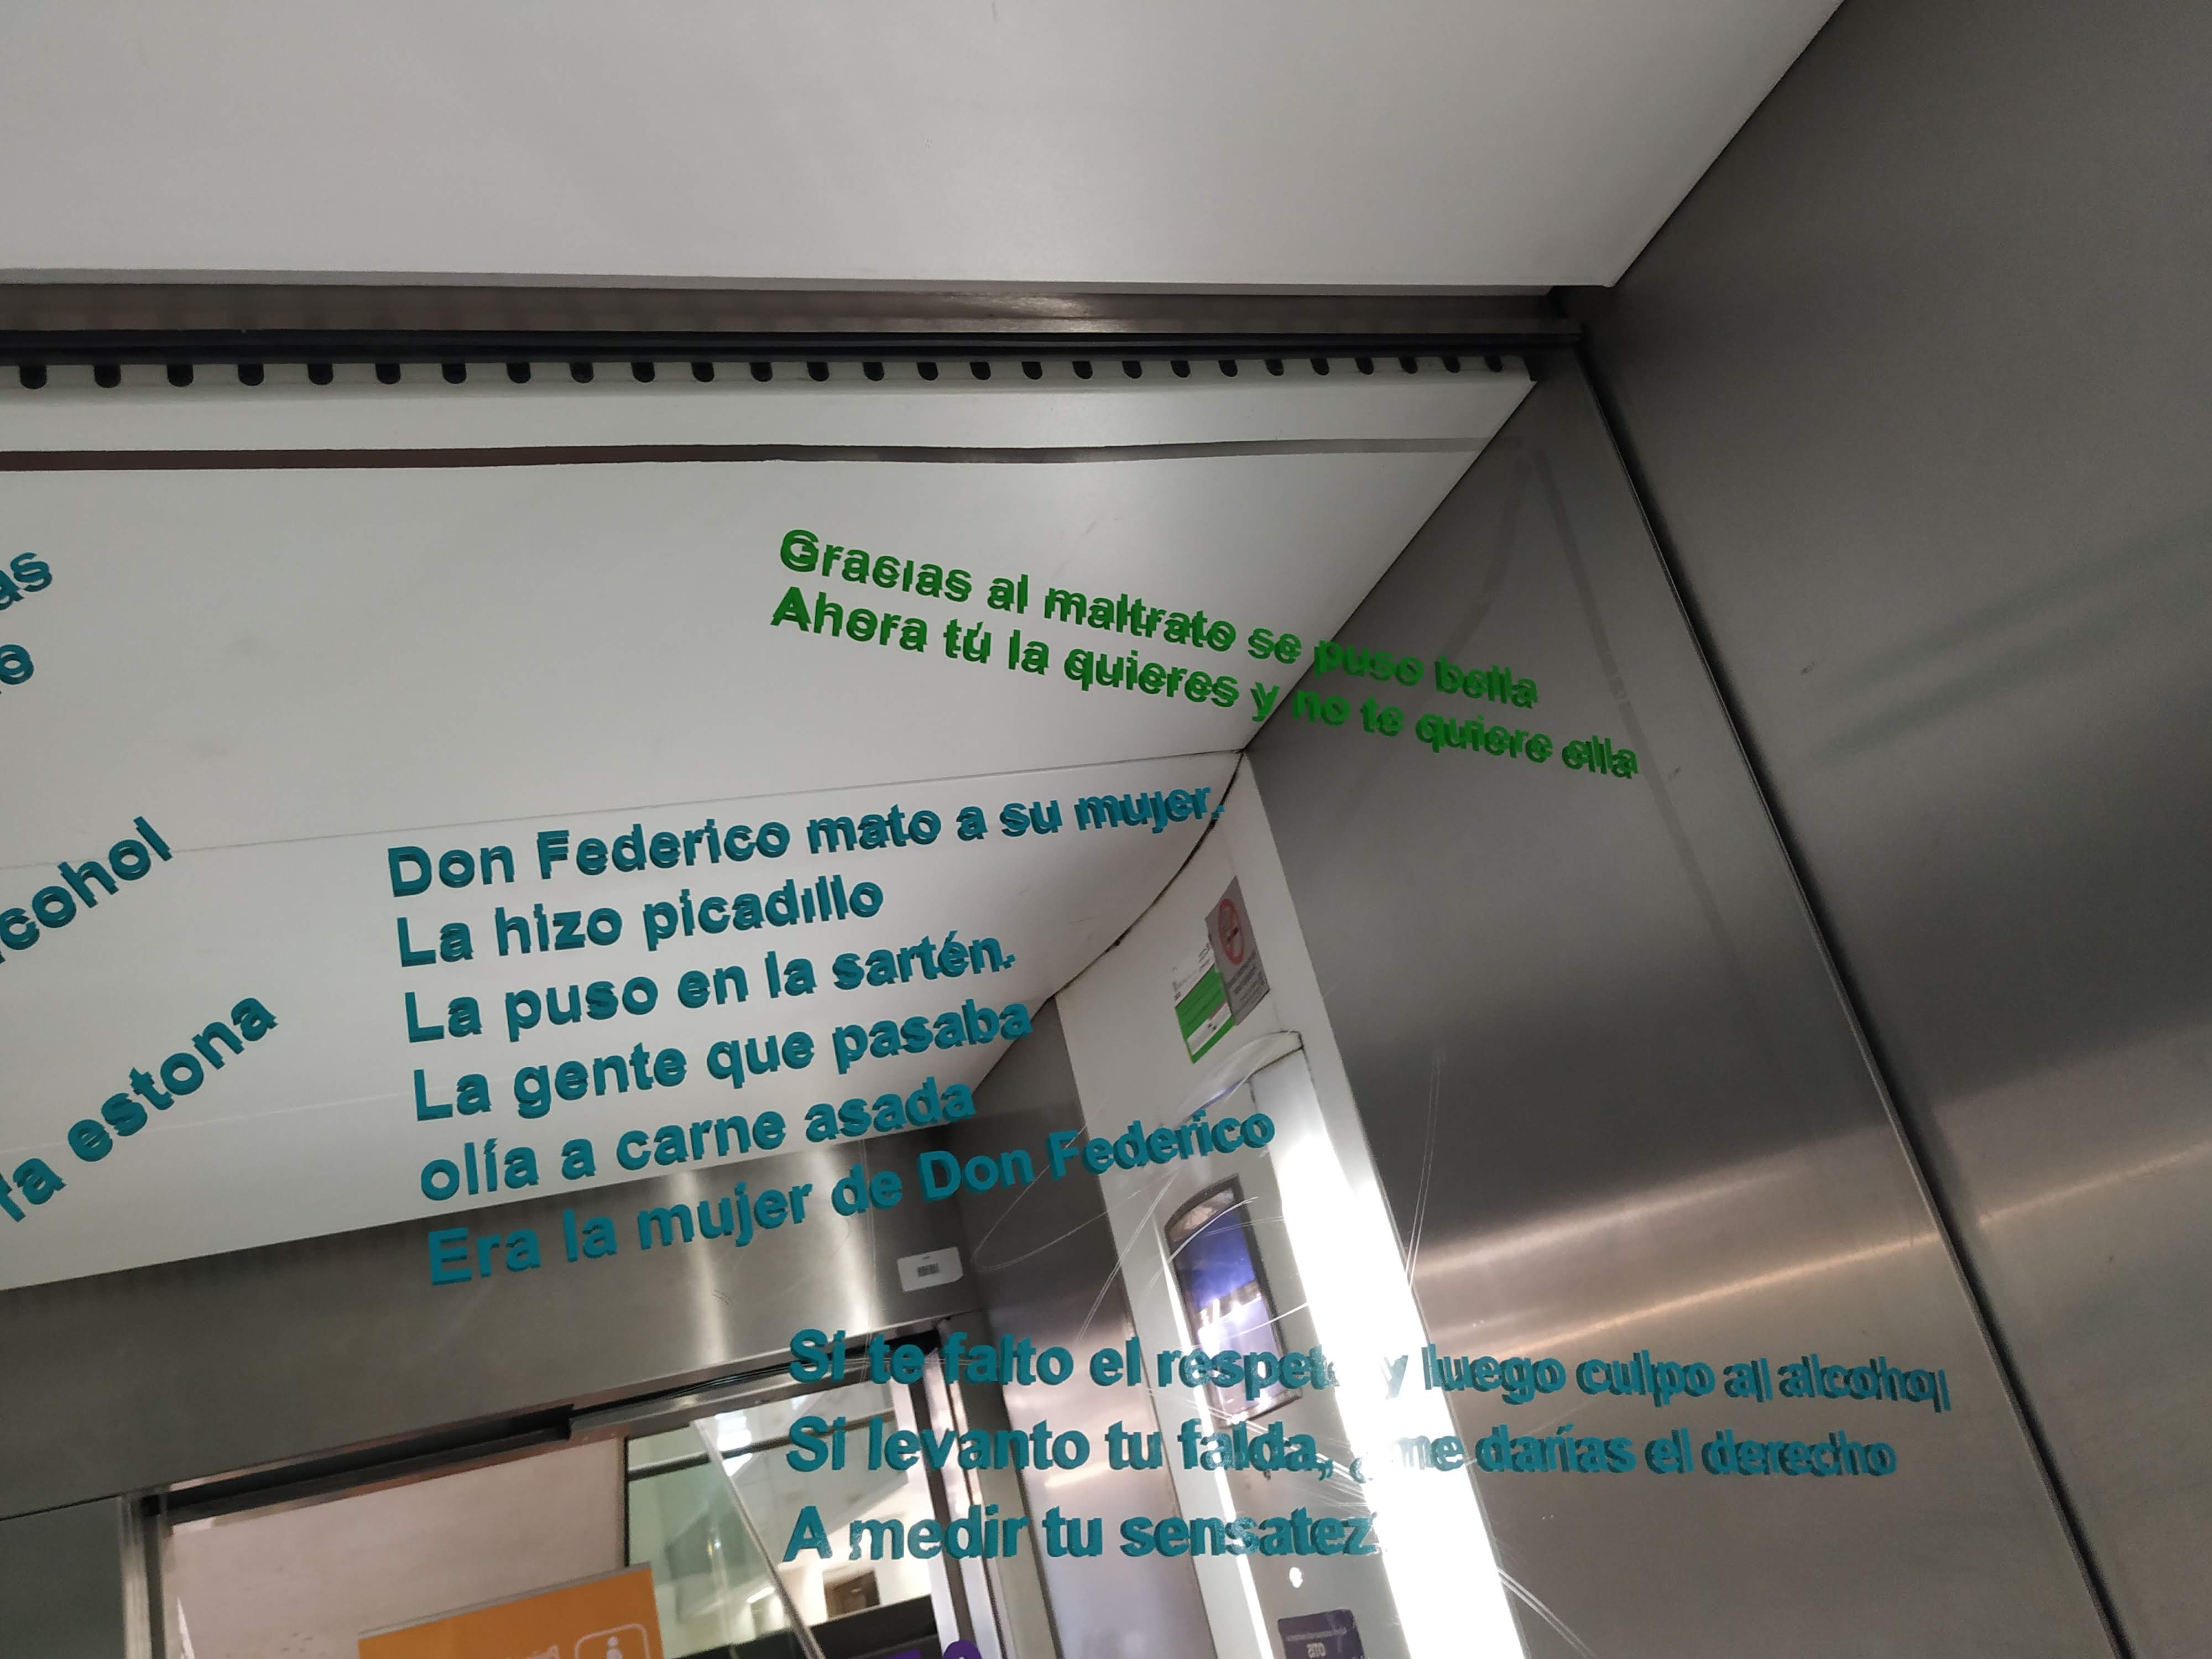 Gracias al maltrato se puso bella
Ahora tú la quieres y no te quiere ella
Don Federico mato a su mujer.
La hizo picadillo
La puso en la sartén.
La gente que pasaba
olía a carne asada
Era la mujer de Don Federico
la estona
Si te falto el respeto y luego culpo al alcohol
Si levanto tu falda, ¿me darías el derecho
A medir tu sensatez